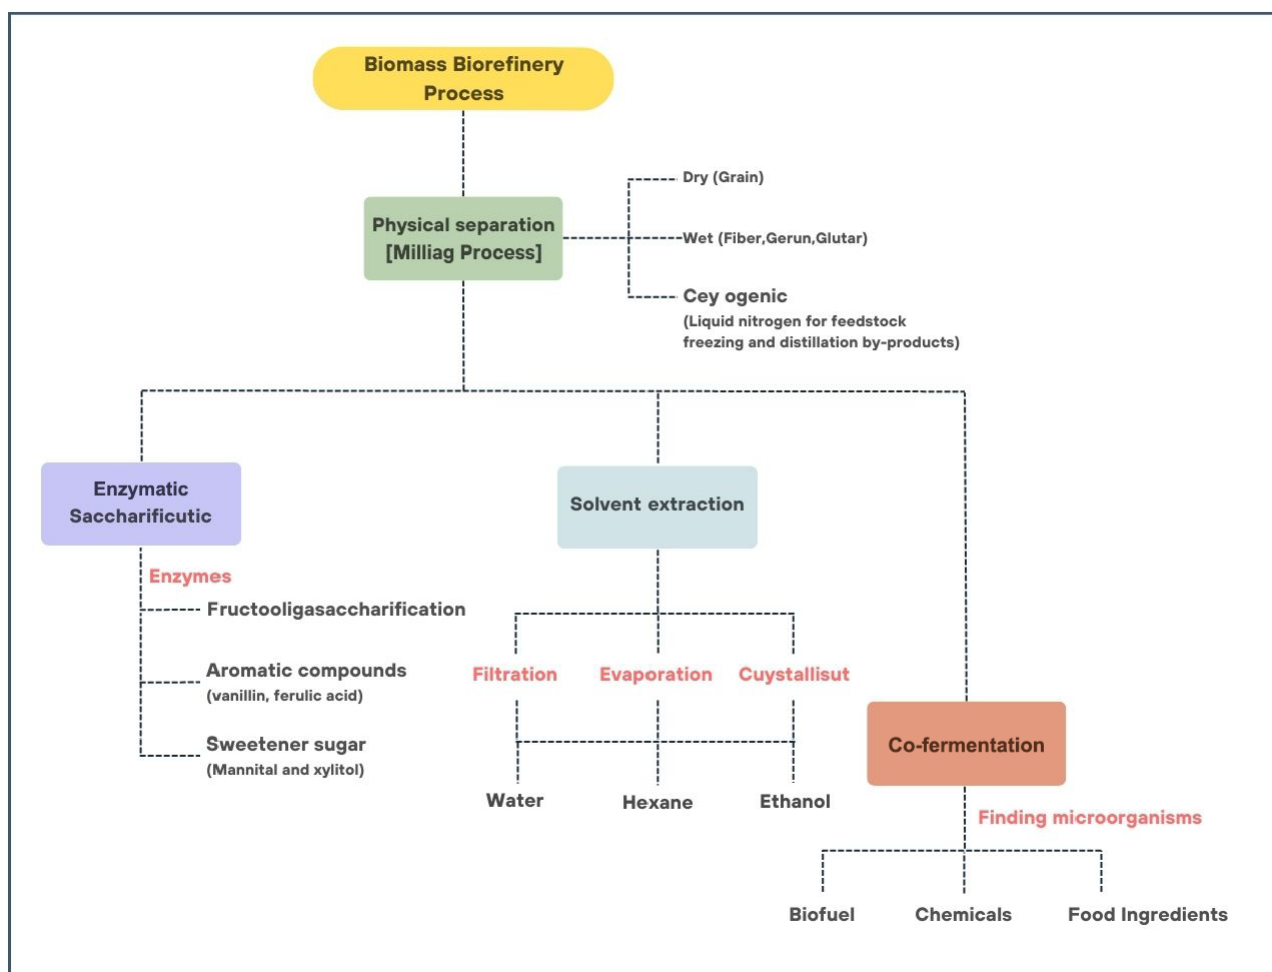 Biomass Biorefinery
Process
Physical separation
[Milliag Process]
Dry (Grain)
Wet (Fiber,Gerun,Glutar)
Cey ogenic
(Liquid nitrogen for feedstock
freezing and distillation by-products)
Enzymatic
Saccharificutic
Enzymes
Fructooligasaccharification
Aromatic compounds
(vanillin, ferulic acid)
Sweetener sugar
(Mannital and xylitol)
Solvent extraction
Filtration
Evaporation
Cuystallisut
Water
Hexane
Ethanol
Co-fermentation
Finding microorganisms
Biofuel
Chemicals
Food Ingredients